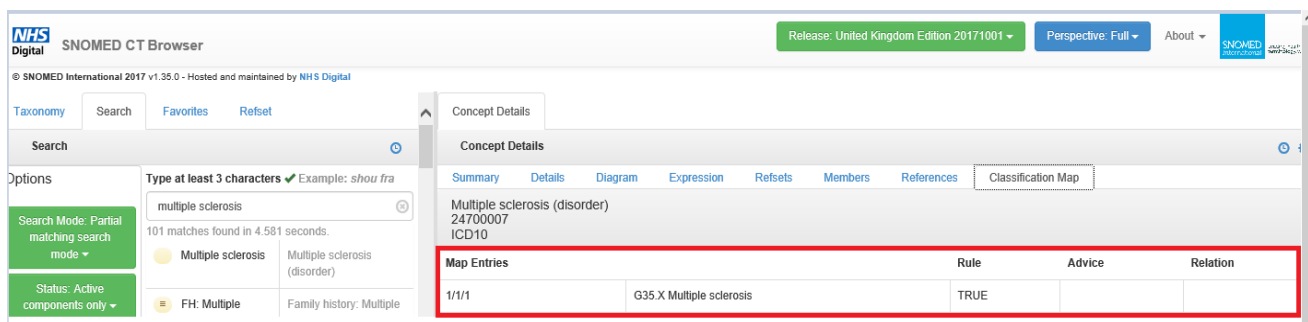 NHS
Digital
SNOMED CT Browser
Release: United Kingdom Edition 20171001
Perspective: Full
About
SNOMED
International
© SNOMED International 2017 v1.35.0 - Hosted and maintained by NHS Digital
Taxonomy Search Favorites Refset
Search
Options
Search Mode: Partial
matching search
mode
Status: Active
components only
Type at least 3 characters ✔ Example: shou fra
multiple sclerosis
101 matches found in 4.581 seconds.
Multiple sclerosis
Multiple sclerosis
(disorder)
FH: Multiple
Family history: Multiple
Concept Details
Concept Details
Summary Details Diagram Expression Refsets Members References Classification Map
Multiple sclerosis (disorder)
24700007
ICD10
Map Entries Rule Advice Relation
1/1/1 G35.X Multiple sclerosis TRUE